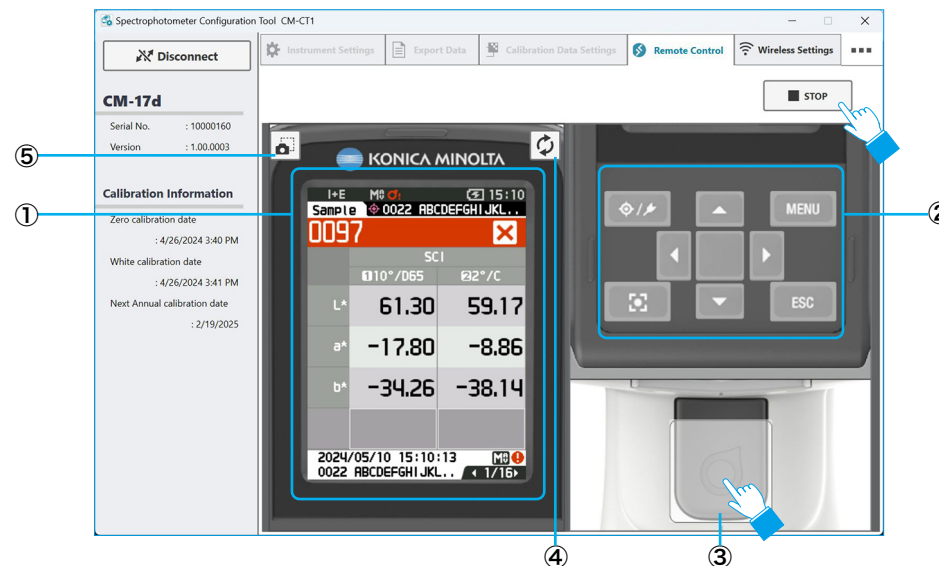 Spectrophotometer Configuration Tool CM-CT1
Disconnect
Instrument Settings
Export Data
Calibration Data Settings
Remote Control
Wireless Settings
CM-17d
STOP
Serial No. : 10000160
Version : 1.00.0003
Calibration Information
Zero calibration date
: 4/26/2024 3:40 PM
White calibration date
: 4/26/2024 3:41 PM
Next Annual calibration date
: 2/19/2025
⑤
①
KONICA MINOLTA
I+E 15:10
Sample 0022 ABCDEFGHIJKL..
0097
SCI
1 10°/D65 2 2°/C
L* 61.30 59.17
a* -17.80 -8.86
b* -34.26 -38.14
2024/05/10 15:10:13
0022 ABCDEFGHIJKL.. 1/16
MENU
ESC
②
④
③